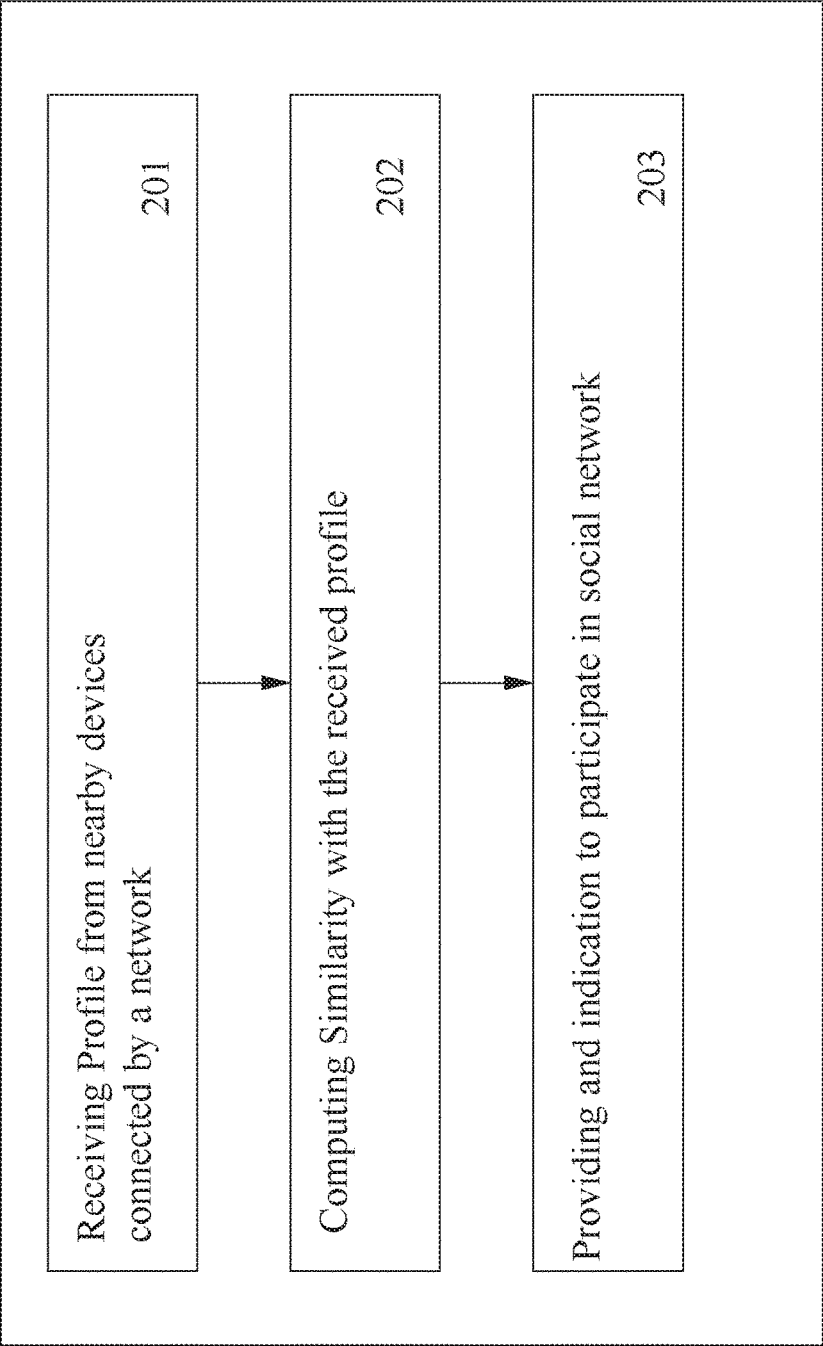 Receiving Profile from nearby devices
connected by a network
201
Computing Similarity with the received profile
202
Providing and indication to participate in social network
203